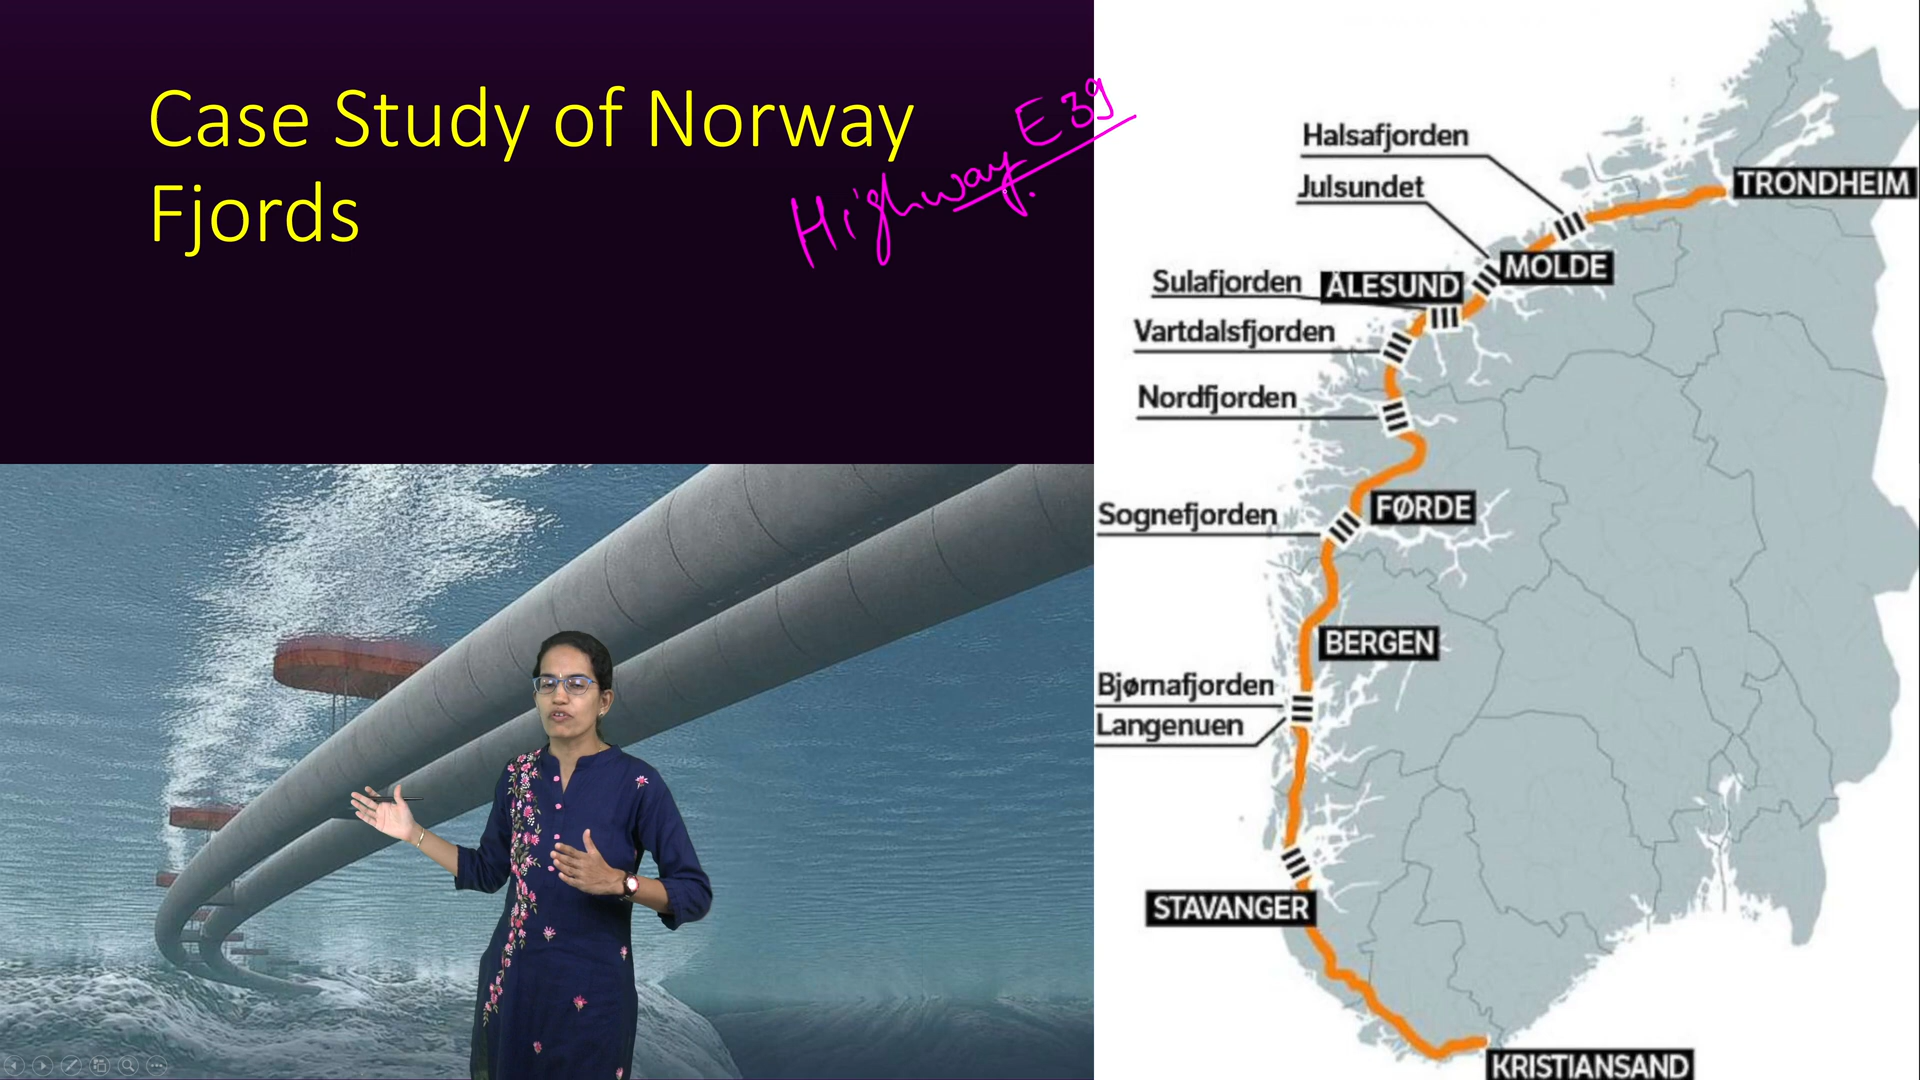 Case Study of Norway
Fjords
Highway E39
Halsafjorden
Julsundet
TRONDHEIM
MOLDE
Sulafjorden
ÅLESUND
Vartdalsfjorden
Nordfjorden
Sognefjorden
FØRDE
BERGEN
Bjørnafjorden
Langenuen
STAVANGER
KRISTIANSAND